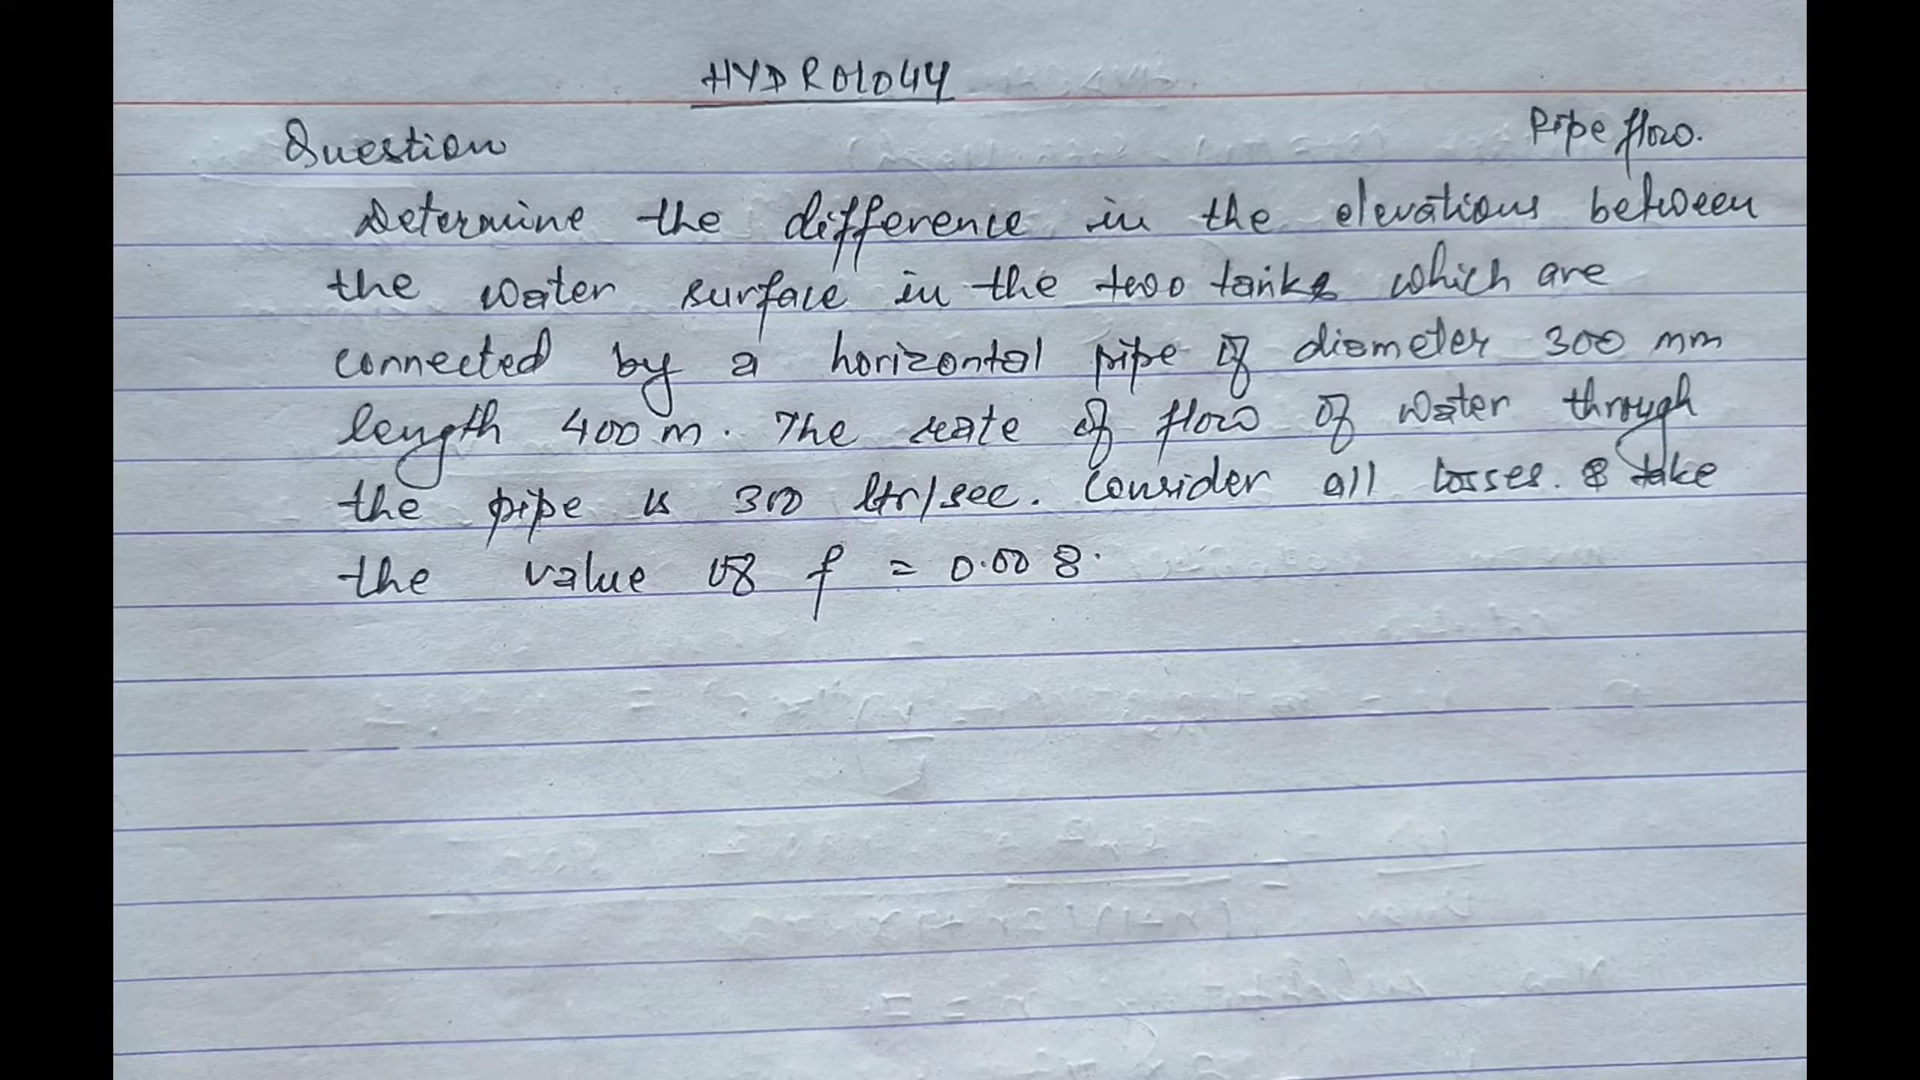 HYDROLOGY
Pipe flow.
Question
Determine the difference in the elevations between
the water surface in the two tanks which are
connected by a horizontal pipe of diameter 300 mm
length 400 m. The rate of flow of water through
the pipe is 300 ltr/sec. Consider all losses. & take
the value of f = 0.008.